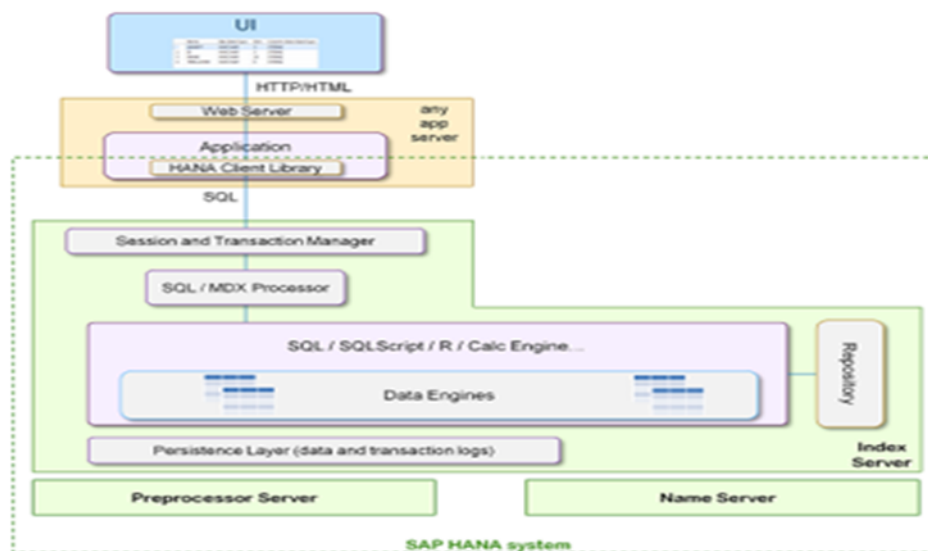 UI
HTTP/HTML
Web Server
any
app
server
Application
HANA Client Library
SQL
Session and Transaction Manager
SQL / MDX Processor
SQL / SQLScript / R / Calc Engine...
Data Engines
Repository
Persistence Layer (data and transaction logs)
Index
Server
Preprocessor Server
Name Server
SAP HANA system